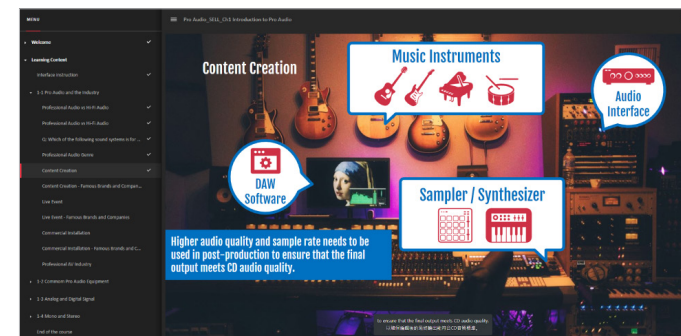 MENU
Pro Audio_SELL_Ch1 Introduction to Pro Audio
Welcome
Learning Content
Interface Instruction
1-1 Pro Audio and the Industry
Professional Audio vs Hi-Fi Audio
Professional Audio vs Hi-Fi Audio
Q: Which of the following sound systems is for ...
Professional Audio Genre
Content Creation
Content Creation - Famous Brands and Compan...
Live Event
Live Event - Famous Brands and Companies
Commercial Installation
Commercial Installation - Famous Brands and C...
Professional AV Industry
1-2 Common Pro Audio Equipment
1-3 Analog and Digital Signal
1-4 Mono and Stereo
End of the course
Content Creation
Music Instruments
Audio
Interface
DAW
Software
Sampler / Synthesizer
Higher audio quality and sample rate needs to be
used in post-production to ensure that the final
output meets CD audio quality.
to ensure that the final output meets CD audio quality.